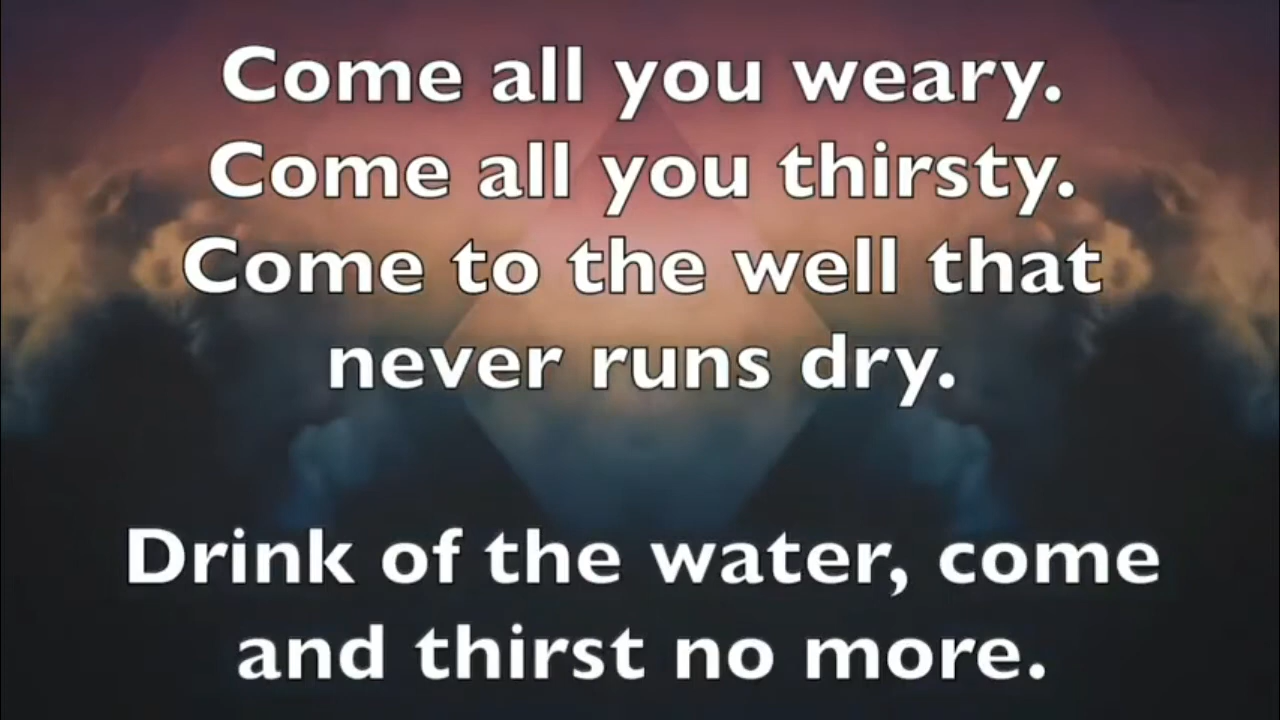 Come all you weary.
Come all you thirsty.
Come to the well that
never runs dry.
Drink of the water, come
and thirst no more.